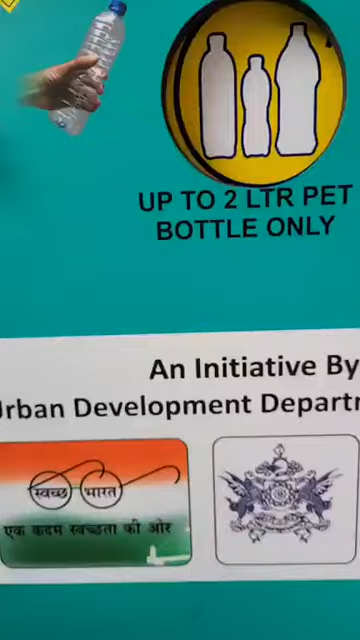 UP TO 2 LTR PET
BOTTLE ONLY
An Initiative By
Urban Development
स्वच्छ भारत
एक कदम स्वच्छता की ओर